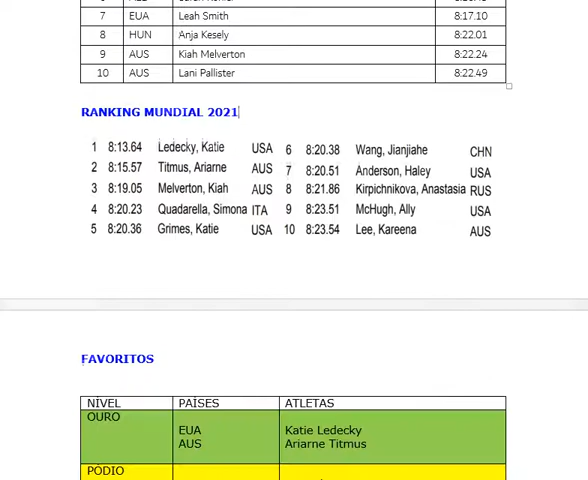 7 EUA Leah Smith 8:17.10
8 HUN Anja Kesely 8:22.01
9 AUS Kiah Melverton 8:22.24
10 AUS Lani Pallister 8:22.49
RANKING MUNDIAL 2021
1 8:13.64 Ledecky, Katie USA 6 8:20.38 Wang, Jianjiahe CHN
2 8:15.57 Titmus, Ariarne AUS 7 8:20.51 Anderson, Haley USA
3 8:19.05 Melverton, Kiah AUS 8 8:21.86 Kirpichnikova, Anastasia RUS
4 8:20.23 Quadarella, Simona ITA 9 8:23.51 McHugh, Ally USA
5 8:20.36 Grimes, Katie USA 10 8:23.54 Lee, Kareena AUS
FAVORITOS
NÍVEL PAÍSES ATLETAS
OURO
EUA Katie Ledecky
AUS Ariarne Titmus
PÓDIO